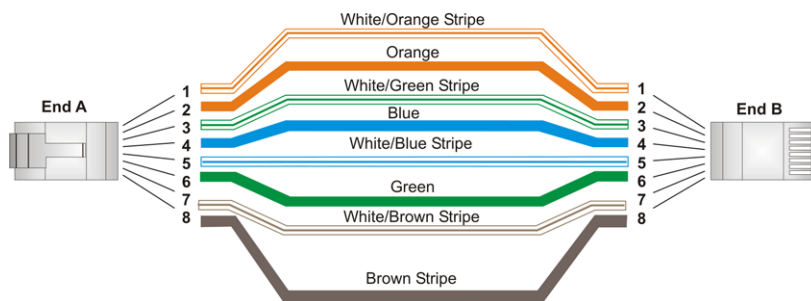 White/Orange Stripe
Orange
White/Green Stripe
Blue
White/Blue Stripe
Green
White/Brown Stripe
Brown Stripe
End A
1
2
3
4
5
6
7
8
End B
1
2
3
4
5
6
7
8